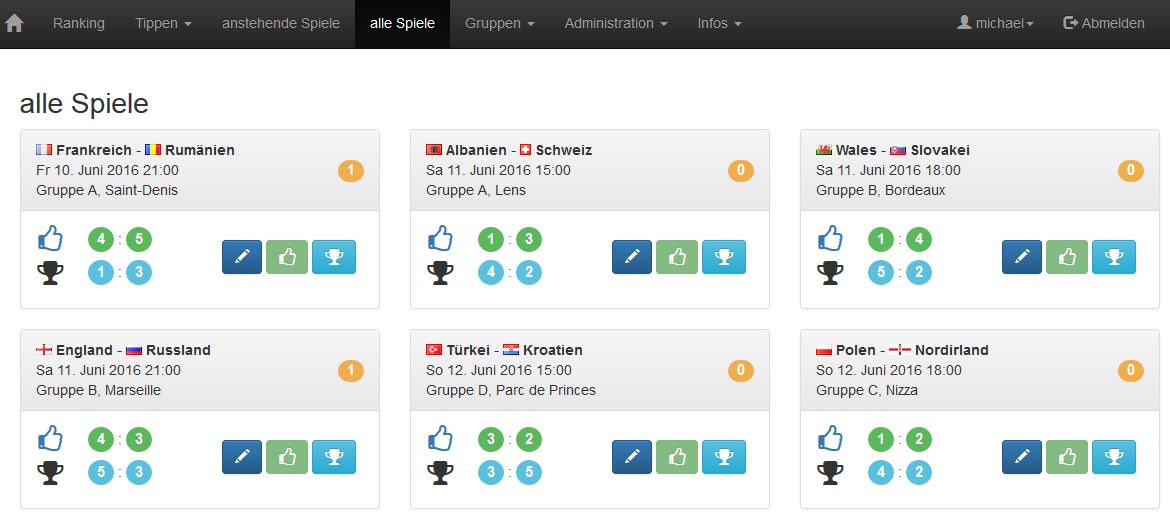 Ranking Tippen anstehende Spiele alle Spiele Gruppen Administration Infos michael Abmelden
alle Spiele
Frankreich - Rumänien
Fr 10. Juni 2016 21:00
1
Gruppe A, Saint-Denis
4 : 5
1 : 3
Albanien - Schweiz
Sa 11. Juni 2016 15:00
0
Gruppe A, Lens
1 : 3
4 : 2
Wales - Slovakei
Sa 11. Juni 2016 18:00
0
Gruppe B, Bordeaux
1 : 4
5 : 2
England - Russland
Sa 11. Juni 2016 21:00
1
Gruppe B, Marseille
4 : 3
5 : 3
Türkei - Kroatien
So 12. Juni 2016 15:00
0
Gruppe D, Parc de Princes
3 : 2
3 : 5
Polen - Nordirland
So 12. Juni 2016 18:00
0
Gruppe C, Nizza
1 : 2
4 : 2